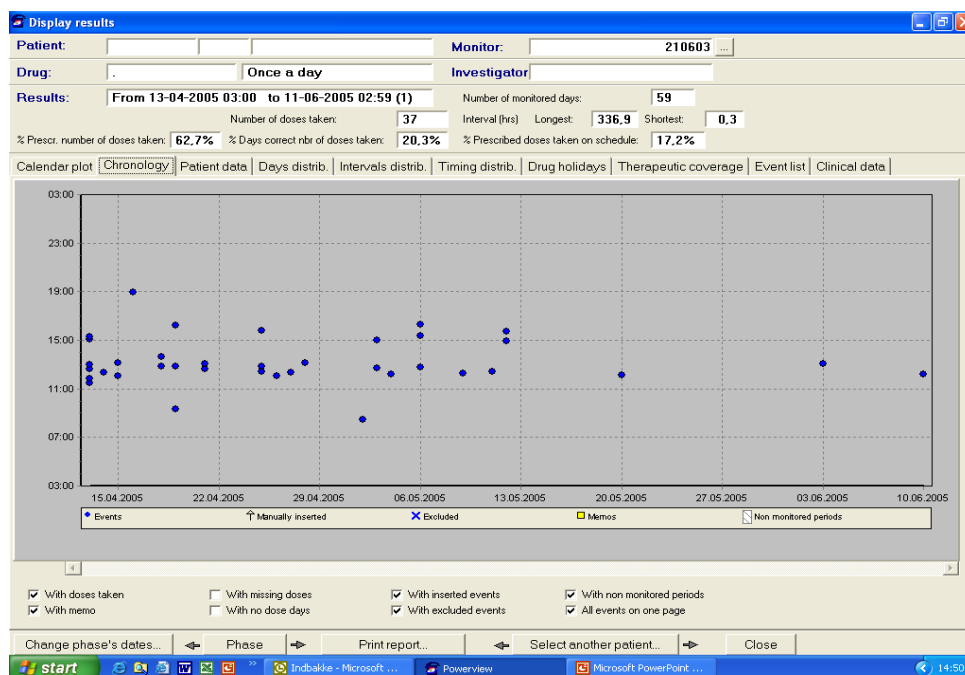 Display results
Patient: Monitor: 210603 ...
Drug: . Once a day Investigator
Results: From 13-04-2005 03:00 to 11-06-2005 02:59 (1) Number of monitored days: 59
Number of doses taken: 37 Interval (hrs) Longest: 336,9 Shortest: 0,3
% Prescr. number of doses taken: 62,7% % Days correct nbr of doses taken: 20,3% % Prescribed doses taken on schedule: 17,2%
Calendar plot Chronology Patient data Days distrib. Intervals distrib. Timing distrib. Drug holidays Therapeutic coverage Event list Clinical data
03:00
23:00
19:00
15:00
11:00
07:00
03:00
15.04.2005 22.04.2005 29.04.2005 06.05.2005 13.05.2005 20.05.2005 27.05.2005 03.06.2005 10.06.2005
Events Manually inserted Excluded Memos Non monitored periods
With doses taken With missing doses With inserted events With non monitored periods
With memo With no dose days With excluded events All events on one page
Change phase's dates... Phase Print report... Select another patient... Close
start Indbakke - Microsoft ... Powerview Microsoft PowerPoint ... 14:50